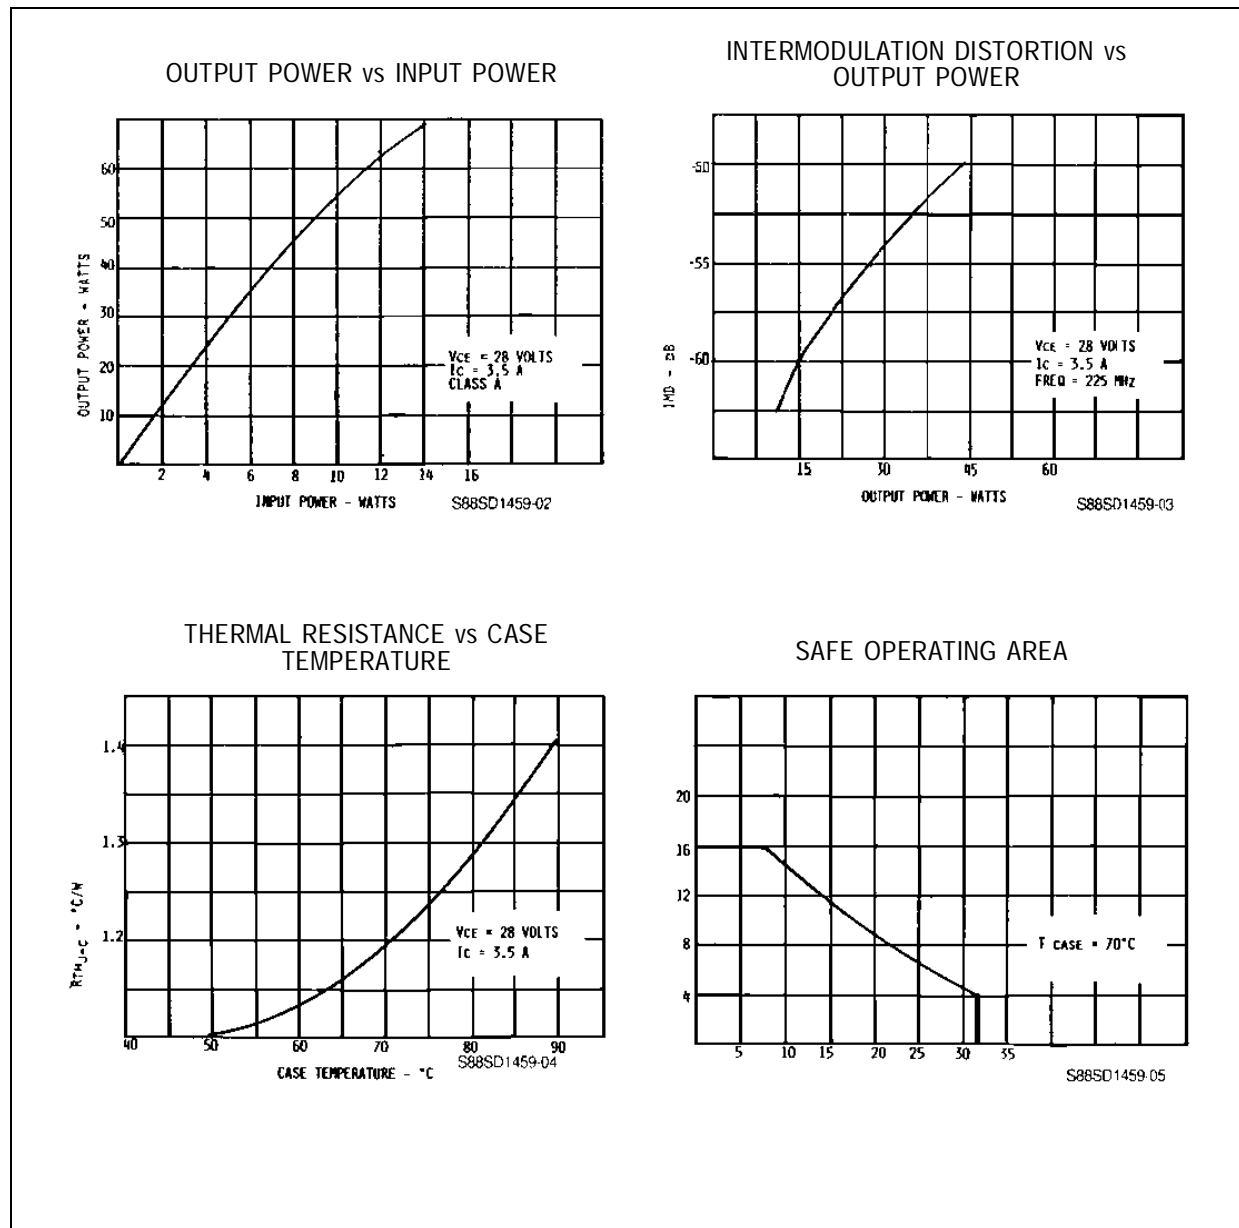 OUTPUT POWER vs INPUT POWER
60
50
40
30
20
10
OUTPUT POWER - WATTS
VCE = 28 VOLTS
IC = 3.5 A
CLASS A
2 4 6 8 10 12 14 16
INPUT POWER - WATTS
S88SD1459-02
INTERMODULATION DISTORTION vs
OUTPUT POWER
-50
-55
-60
IMD - dB
VCE = 28 VOLTS
IC = 3.5 A
FREQ = 225 MHz
15 30 45 60
OUTPUT POWER - WATTS
S88SD1459-03
THERMAL RESISTANCE vs CASE
TEMPERATURE
1.4
1.3
1.2
RTHJ-C - °C/W
VCE = 28 VOLTS
IC = 3.5 A
40 50 60 70 80 90
CASE TEMPERATURE - °C
S88SD1459-04
SAFE OPERATING AREA
20
16
12
8
4
T CASE = 70°C
5 10 15 20 25 30 35
S88SD1459-05